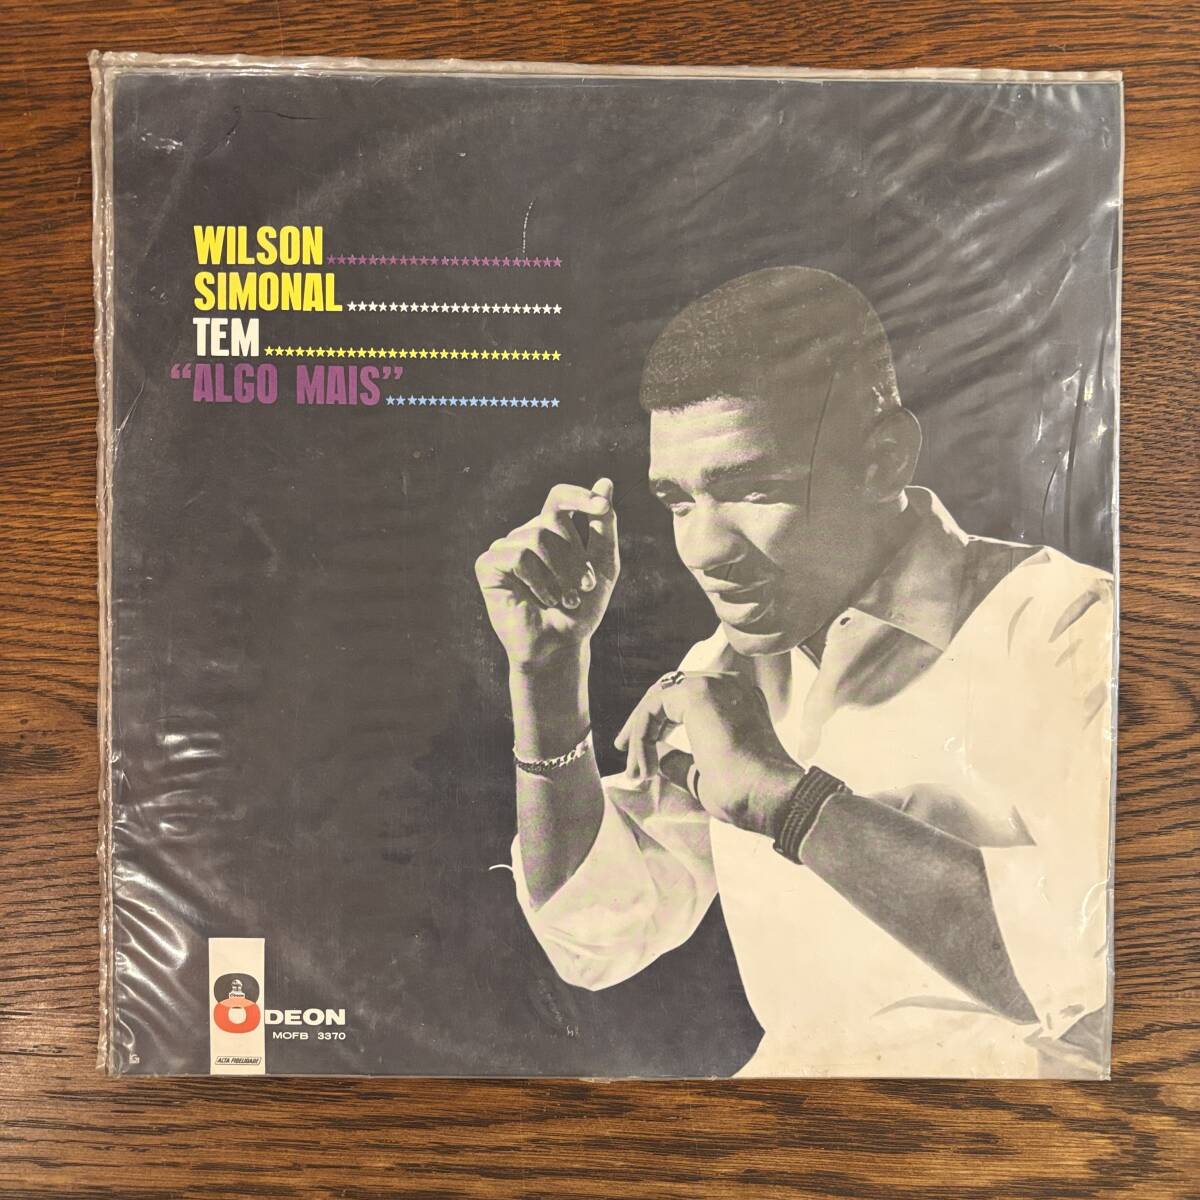 WILSON
SIMONAL
TEM
“ALGO MAIS”
ODEON
MOFB 3370
ALTA FIDELIDADE